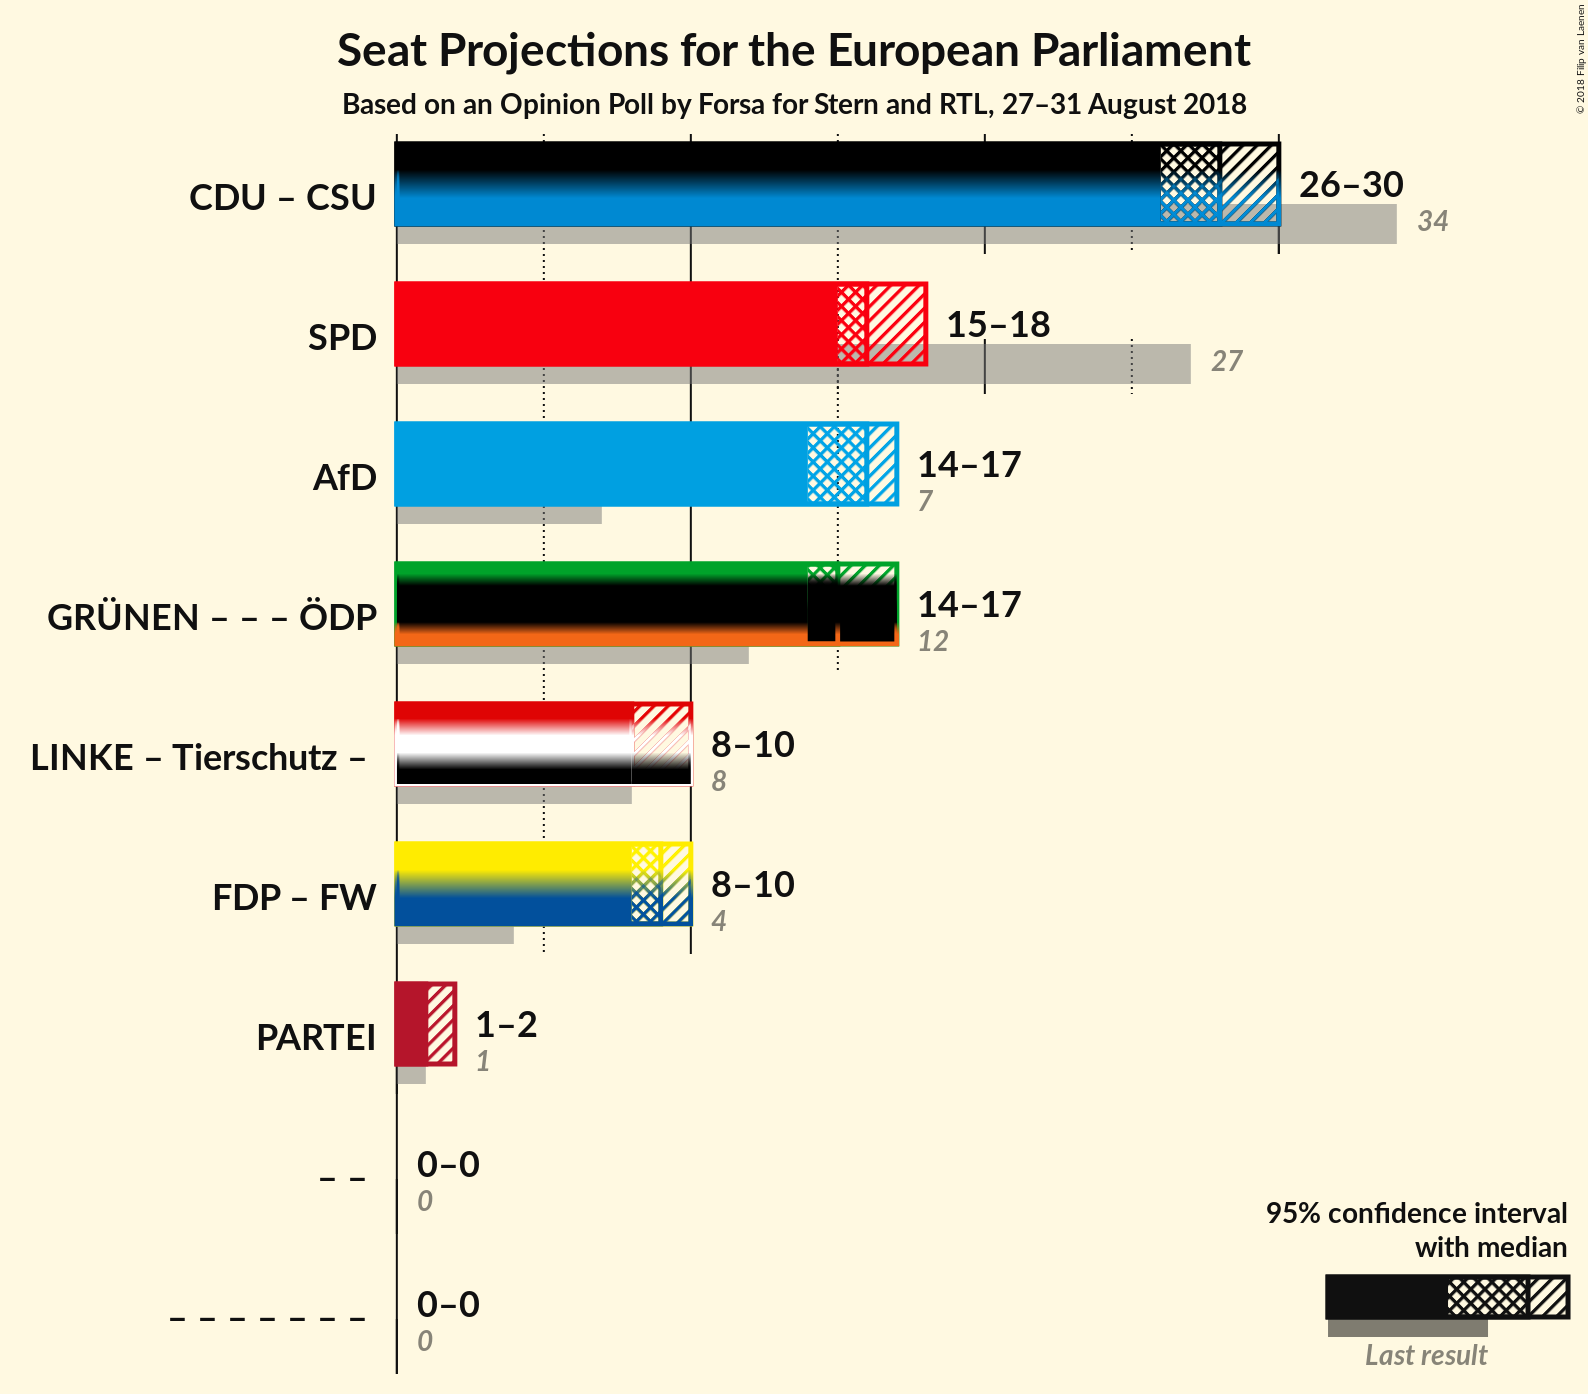 Seat Projections for the European Parliament
Based on an Opinion Poll by Forsa for Stern and RTL, 27–31 August 2018
© 2018 Filip van Laenen
CDU – CSU
26–30
34
SPD
15–18
27
AfD
14–17
7
GRÜNEN – – – ÖDP
14–17
12
LINKE – Tierschutz –
8–10
8
FDP – FW
8–10
4
PARTEI
1–2
1
– –
0–0
0
– – – – – – –
0–0
0
95% confidence interval
with median
Last result